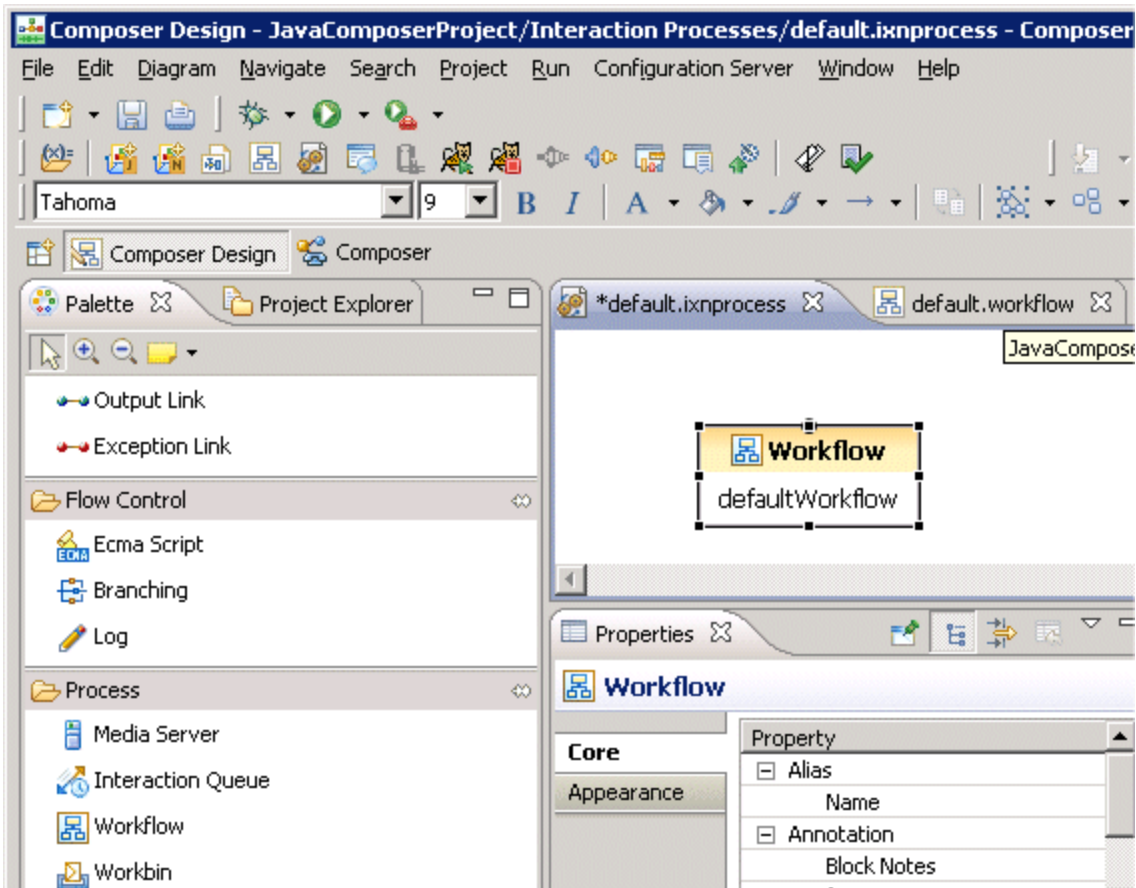 Composer Design - JavaComposerProject/Interaction Processes/default.ixnprocess - Composer
File Edit Diagram Navigate Search Project Run Configuration Server Window Help
(x)=
Tahoma 9 B I A
Composer Design Composer
Palette Project Explorer
Output Link
Exception Link
Flow Control
ECMA Ecma Script
Branching
Log
Process
Media Server
Interaction Queue
Workflow
Workbin
*default.ixnprocess default.workflow
JavaCompose
Workflow
defaultWorkflow
Properties
Workflow
Core
Appearance
Property
Alias
Name
Annotation
Block Notes